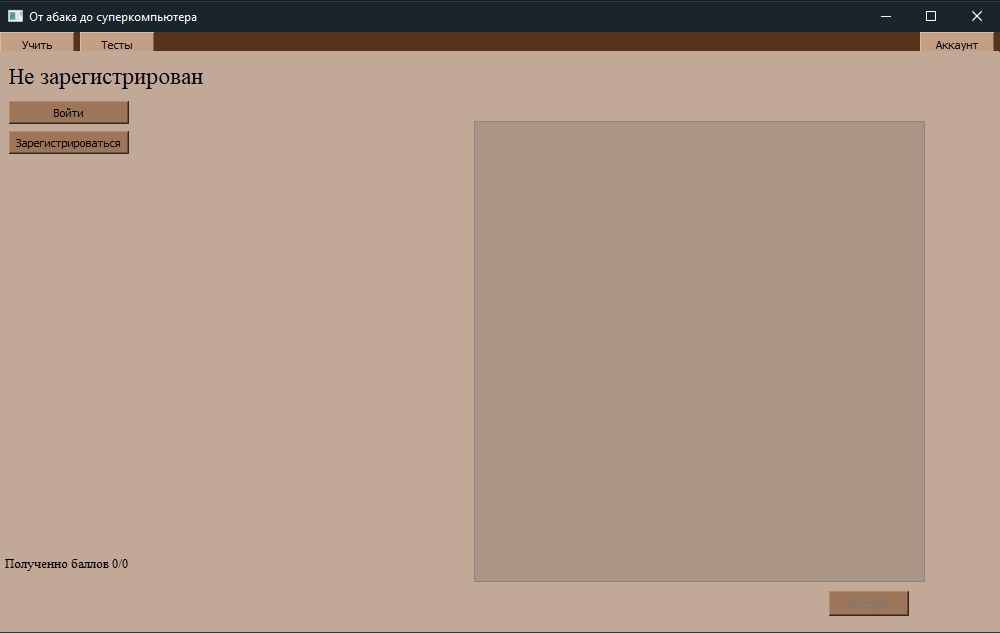 От абака до суперкомпьютера
Учить Тесты Аккаунт
Не зарегистрирован
Войти
Зарегистрироваться
Полученно баллов 0/0